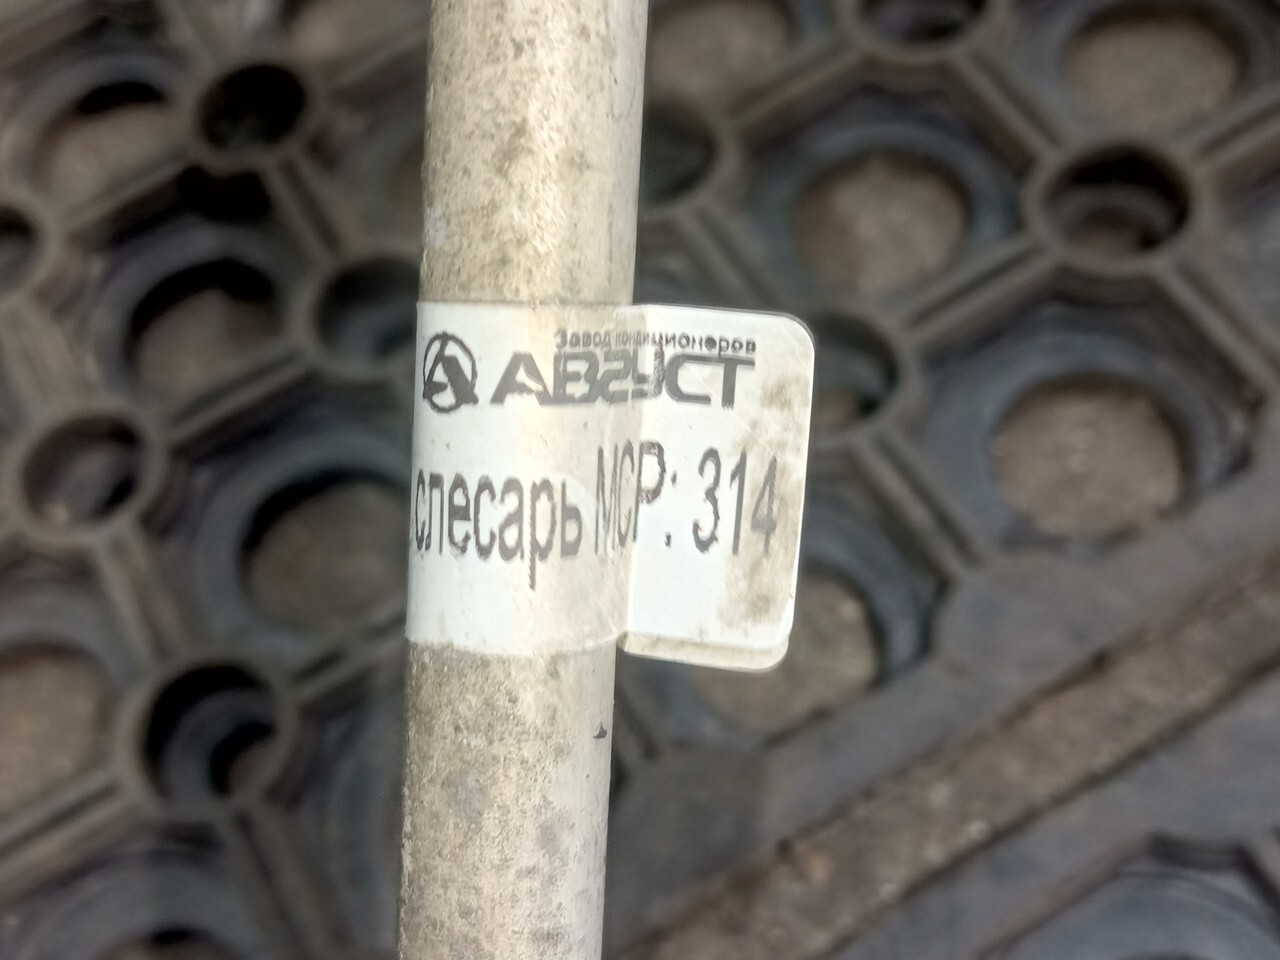 Завод кондиционеров
АВГУСТ
слесарь МСР: 314